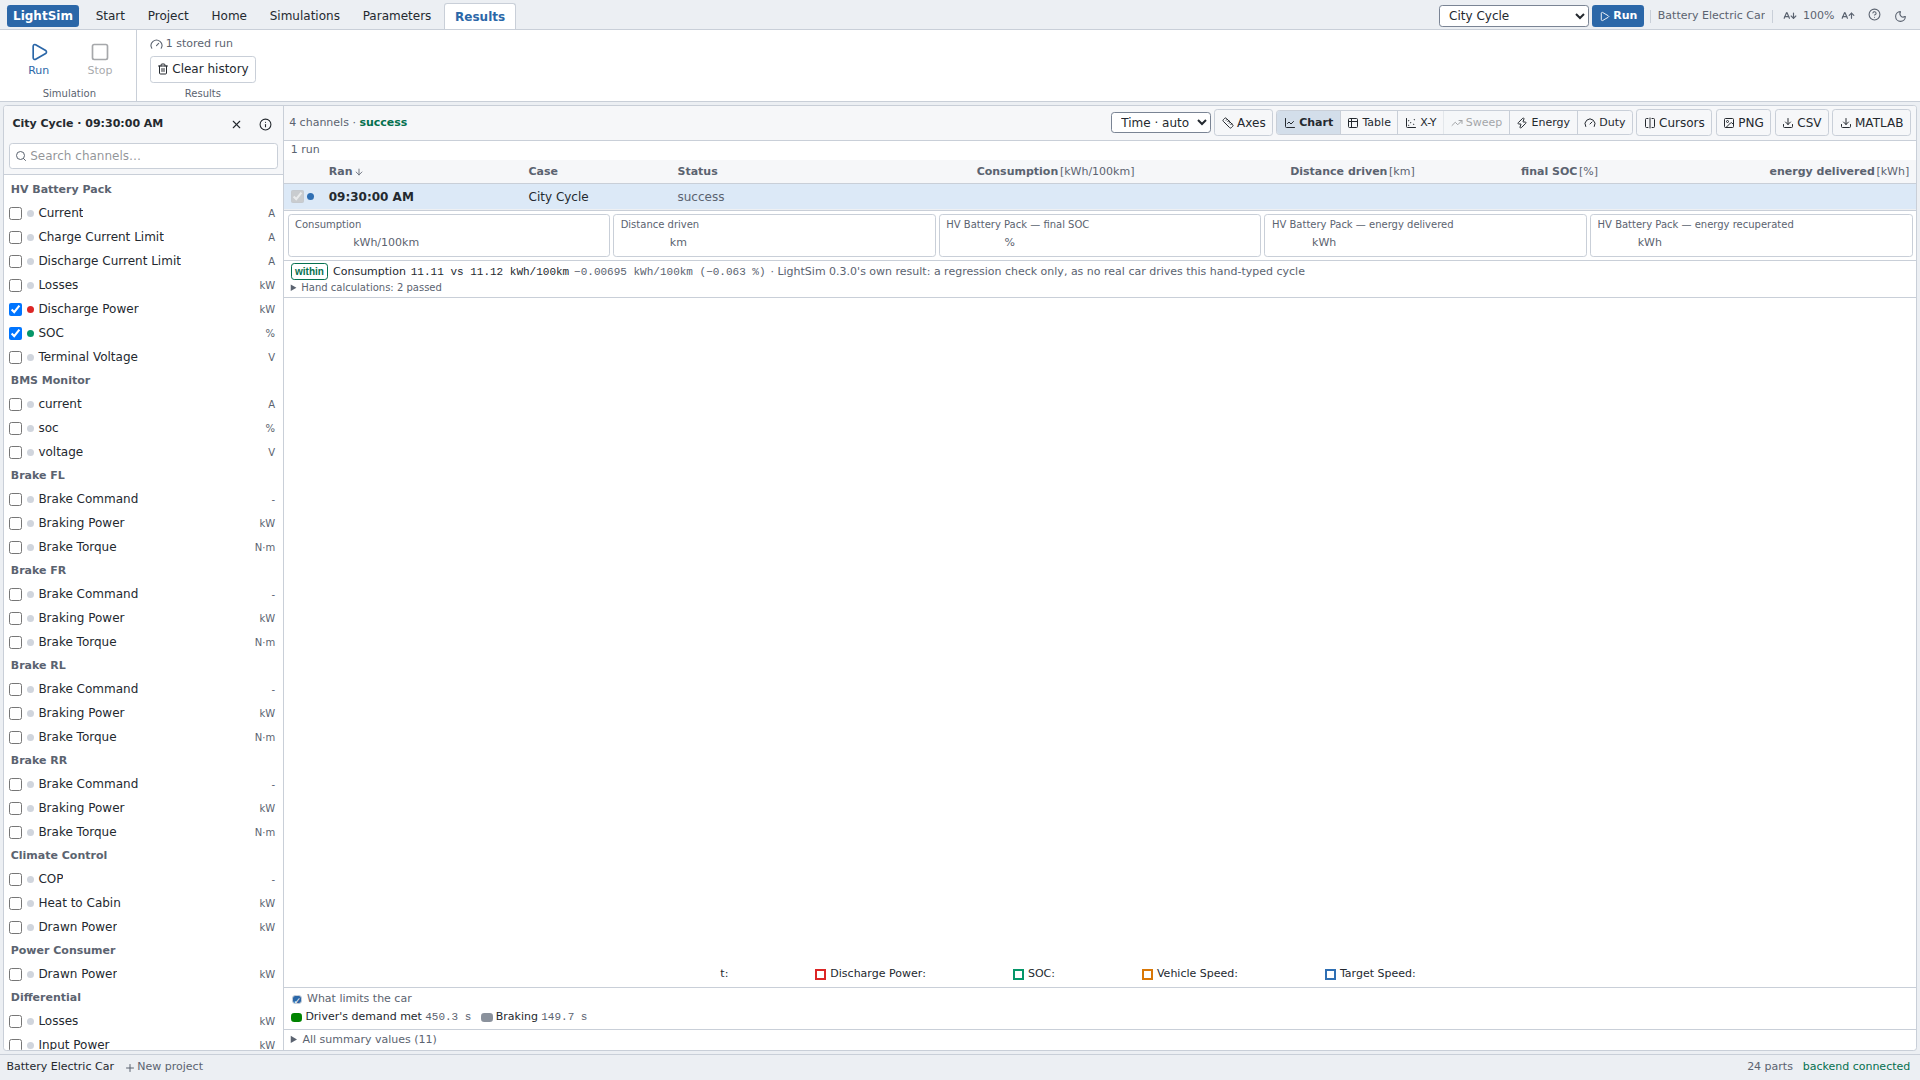 LightSim Start Project Home Simulations Parameters Results City Cycle Run Battery Electric Car A 100% A
Run Stop
Simulation
1 stored run
Clear history
Results
City Cycle · 09:30:00 AM
Search channels...
HV Battery Pack
Current A
Charge Current Limit A
Discharge Current Limit A
Losses kW
Discharge Power kW
SOC %
Terminal Voltage V
BMS Monitor
current A
soc %
voltage V
Brake FL
Brake Command -
Braking Power kW
Brake Torque N·m
Brake FR
Brake Command -
Braking Power kW
Brake Torque N·m
Brake RL
Brake Command -
Braking Power kW
Brake Torque N·m
Brake RR
Brake Command -
Braking Power kW
Brake Torque N·m
Climate Control
COP -
Heat to Cabin kW
Drawn Power kW
Power Consumer
Drawn Power kW
Differential
Losses kW
Input Power kW
4 channels · success Time · auto Axes Chart Table X-Y Sweep Energy Duty Cursors PNG CSV MATLAB
1 run
Ran Case Status Consumption [kWh/100km] Distance driven [km] final SOC [%] energy delivered [kWh]
09:30:00 AM City Cycle success
Consumption
kWh/100km
Distance driven
km
HV Battery Pack — final SOC
%
HV Battery Pack — energy delivered
kWh
HV Battery Pack — energy recuperated
kWh
within Consumption 11.11 vs 11.12 kWh/100km −0.00695 kWh/100km (−0.063 %) · LightSim 0.3.0's own result: a regression check only, as no real car drives this hand-typed cycle
Hand calculations: 2 passed
t: Discharge Power: SOC: Vehicle Speed: Target Speed:
What limits the car
Driver's demand met 450.3 s Braking 149.7 s
All summary values (11)
Battery Electric Car New project 24 parts backend connected